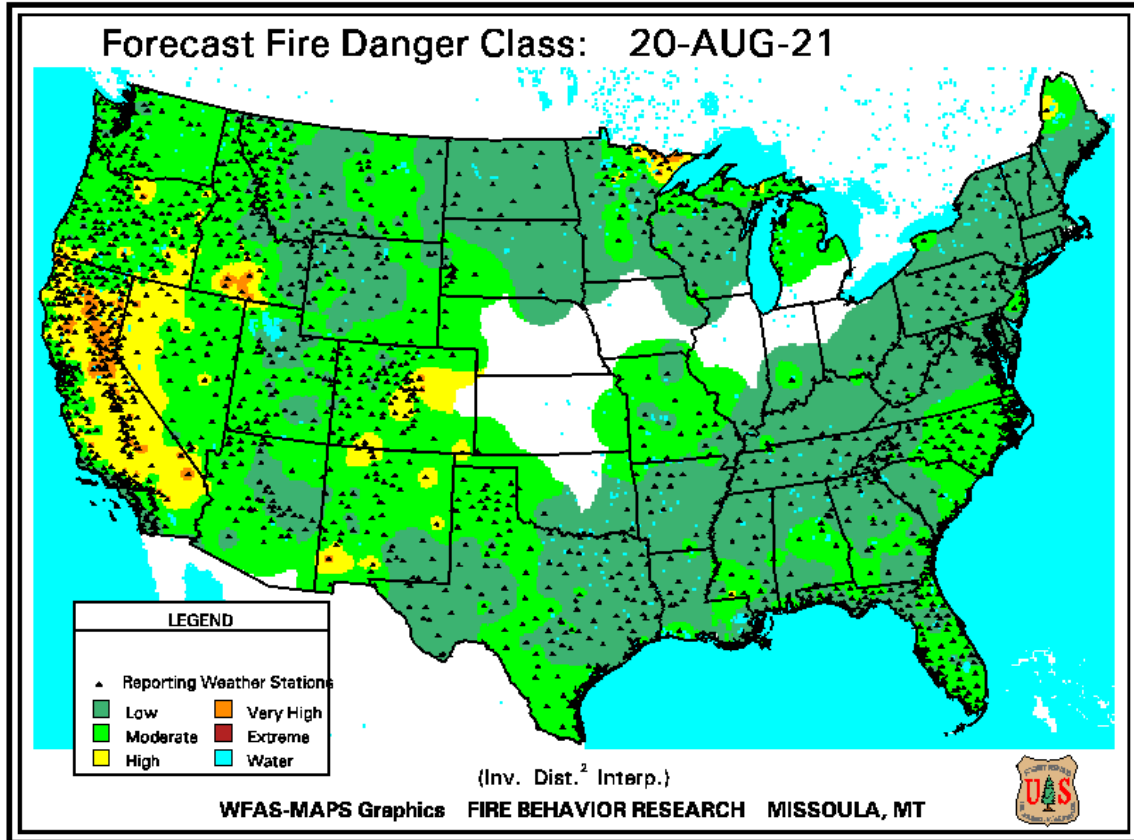 Forecast Fire Danger Class: 20-AUG-21
LEGEND
Reporting Weather Stations
Low
Very High
Moderate
Extreme
High
Water
(Inv. Dist.² Interp.)
WFAS-MAPS Graphics FIRE BEHAVIOR RESEARCH MISSOULA, MT
U S